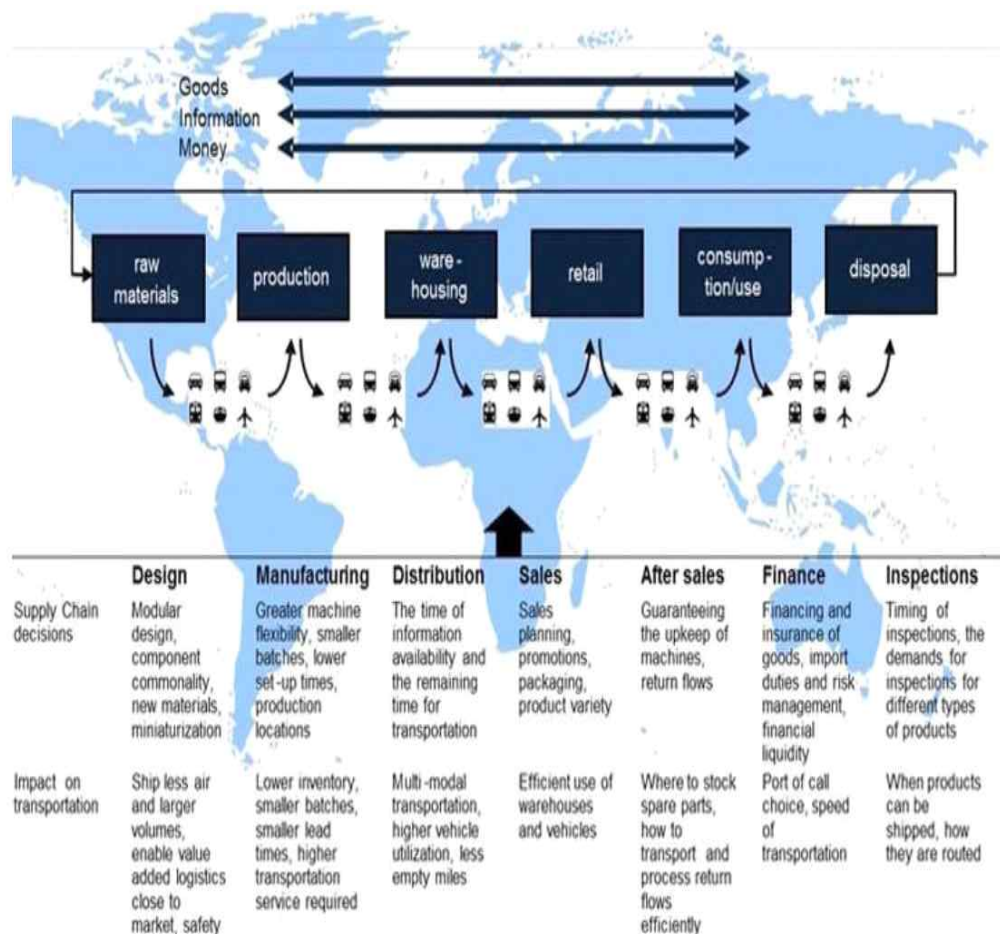 Goods
Information
Money
raw
materials
production
ware -
housing
retail
consump -
tion/use
disposal
Design
Manufacturing
Distribution
Sales
After sales
Finance
Inspections
Supply Chain
decisions
Modular
design,
component
commonality,
new materials,
miniaturization
Greater machine
flexibility, smaller
batches, lower
set-up times,
production
locations
The time of
information
availability and
the remaining
time for
transportation
Sales
planning,
promotions,
packaging,
product variety
Guaranteeing
the upkeep of
machines,
return flows
Financing and
insurance of
goods, import
duties and risk
management,
financial
liquidity
Timing of
inspections, the
demands for
inspections for
different types
of products
Impact on
transportation
Ship less air
and larger
volumes,
enable value
added logistics
close to
market, safety
Lower inventory,
smaller batches,
smaller lead
times, higher
transportation
service required
Multi-modal
transportation,
higher vehicle
utilization, less
empty miles
Efficient use of
warehouses
and vehicles
Where to stock
spare parts,
how to
transport and
process return
flows
efficiently
Port of call
choice, speed
of
transportation
When products
can be
shipped, how
they are routed